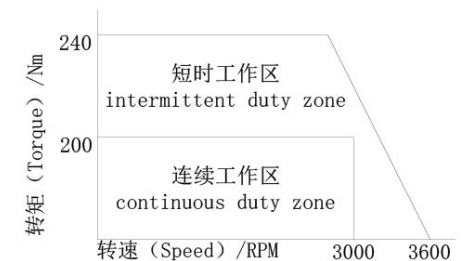 240
短时工作区
intermittent duty zone
转矩（Torque）/Nm
200
连续工作区
continuous duty zone
转速（Speed）/RPM
3000
3600